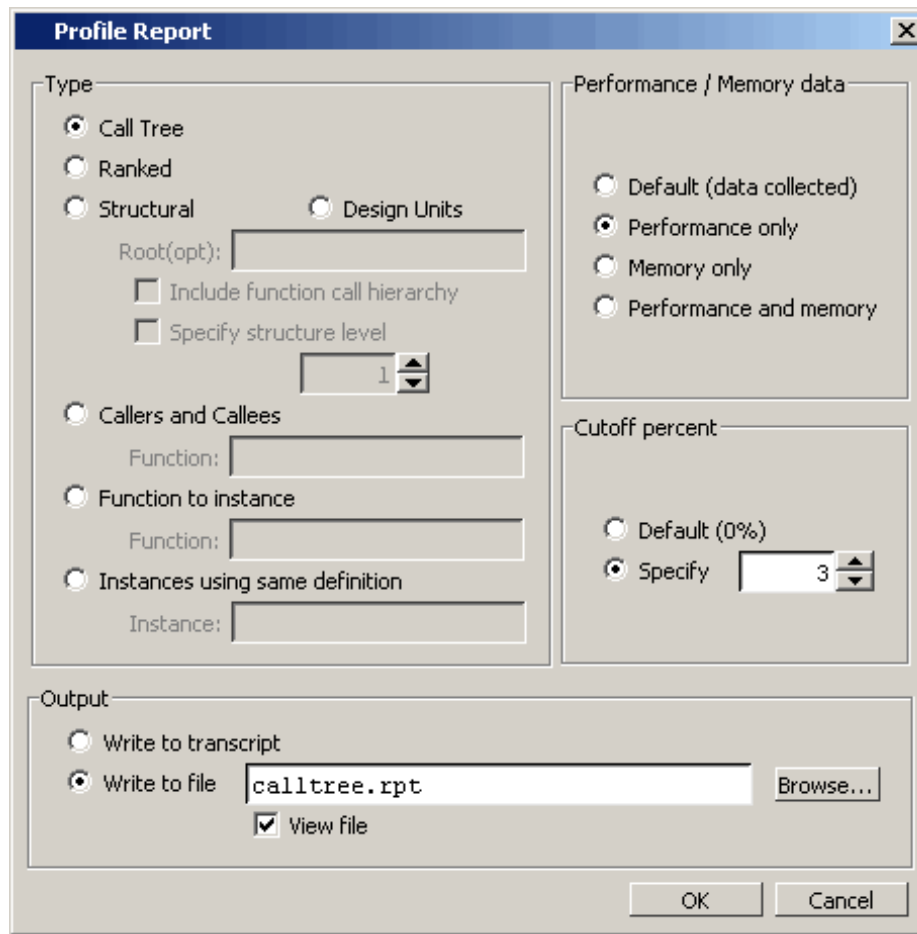 Profile Report
Type
Call Tree
Ranked
Structural Design Units
Root(opt):
Include function call hierarchy
Specify structure level
1
Callers and Callees
Function:
Function to instance
Function:
Instances using same definition
Instance:
Performance / Memory data
Default (data collected)
Performance only
Memory only
Performance and memory
Cutoff percent
Default (0%)
Specify 3
Output
Write to transcript
Write to file calltree.rpt Browse...
View file
OK Cancel